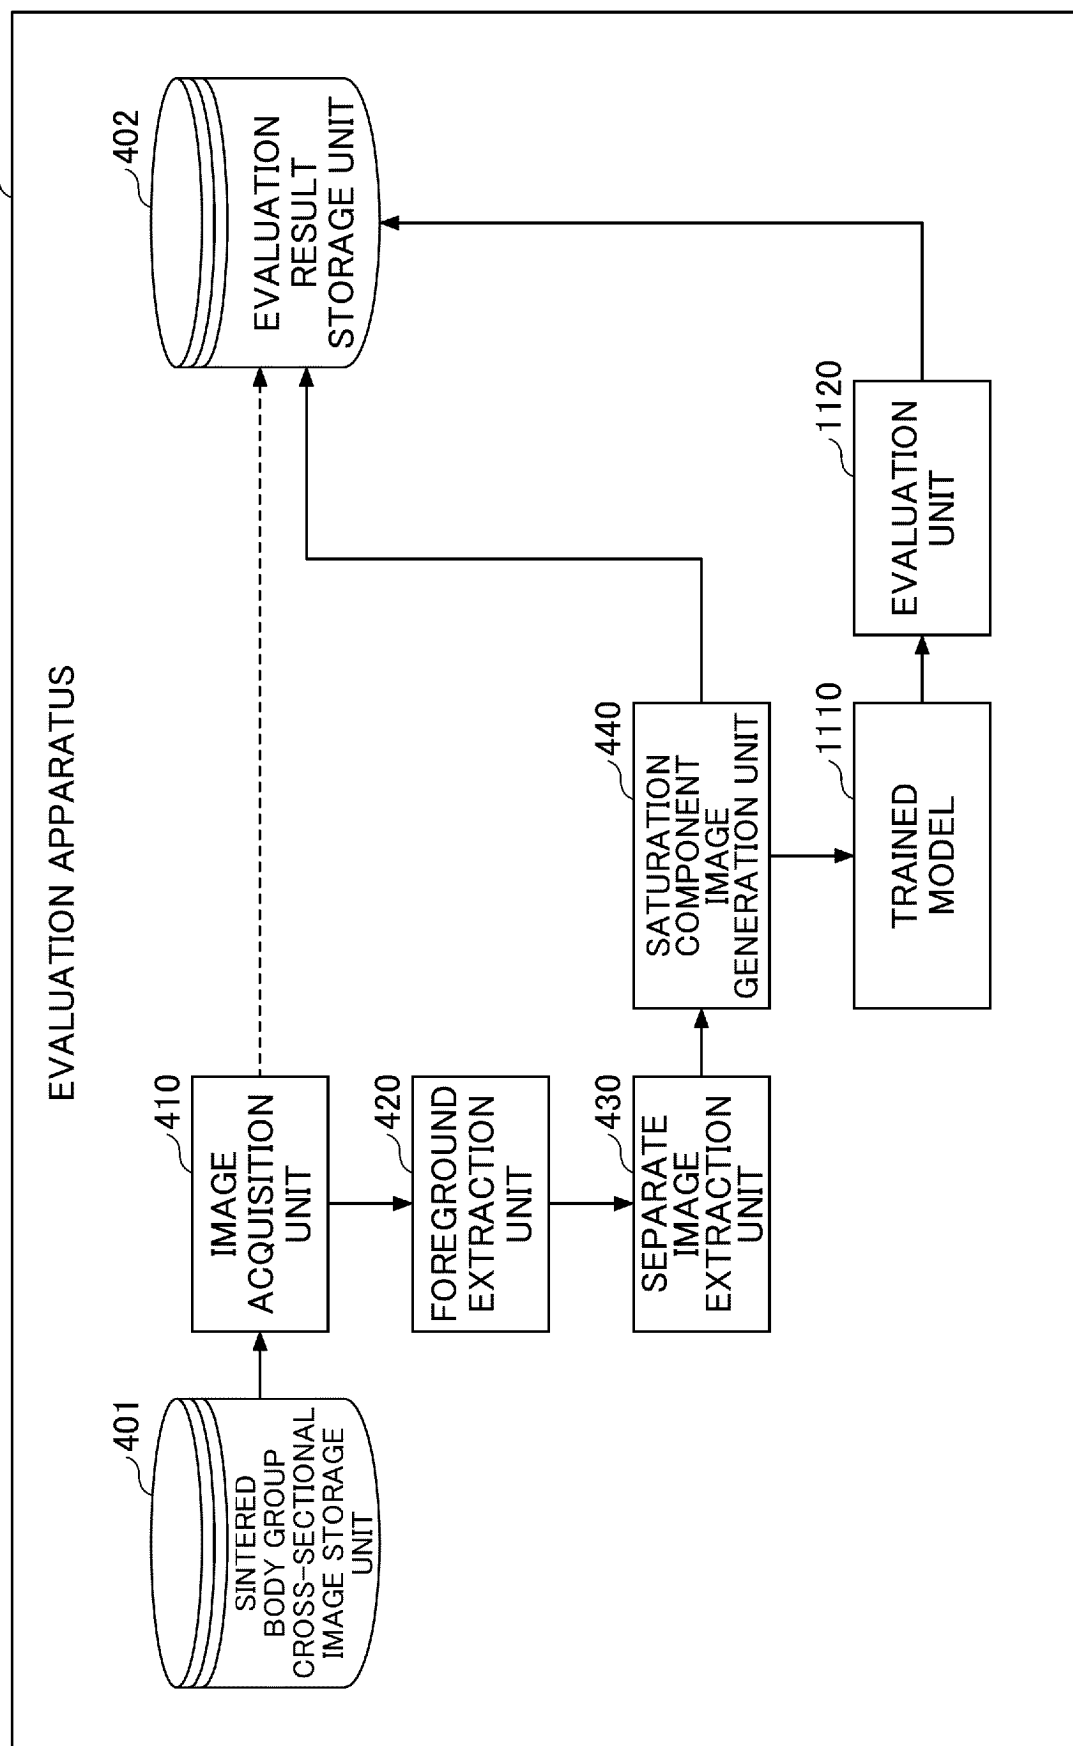 EVALUATION APPARATUS
401
SINTERED
BODY GROUP
CROSS-SECTIONAL
IMAGE STORAGE
UNIT
410
IMAGE
ACQUISITION
UNIT
402
EVALUATION
RESULT
STORAGE UNIT
420
FOREGROUND
EXTRACTION
UNIT
430
SEPARATE
IMAGE
EXTRACTION
UNIT
440
SATURATION
COMPONENT
IMAGE
GENERATION UNIT
1110
TRAINED
MODEL
1120
EVALUATION
UNIT